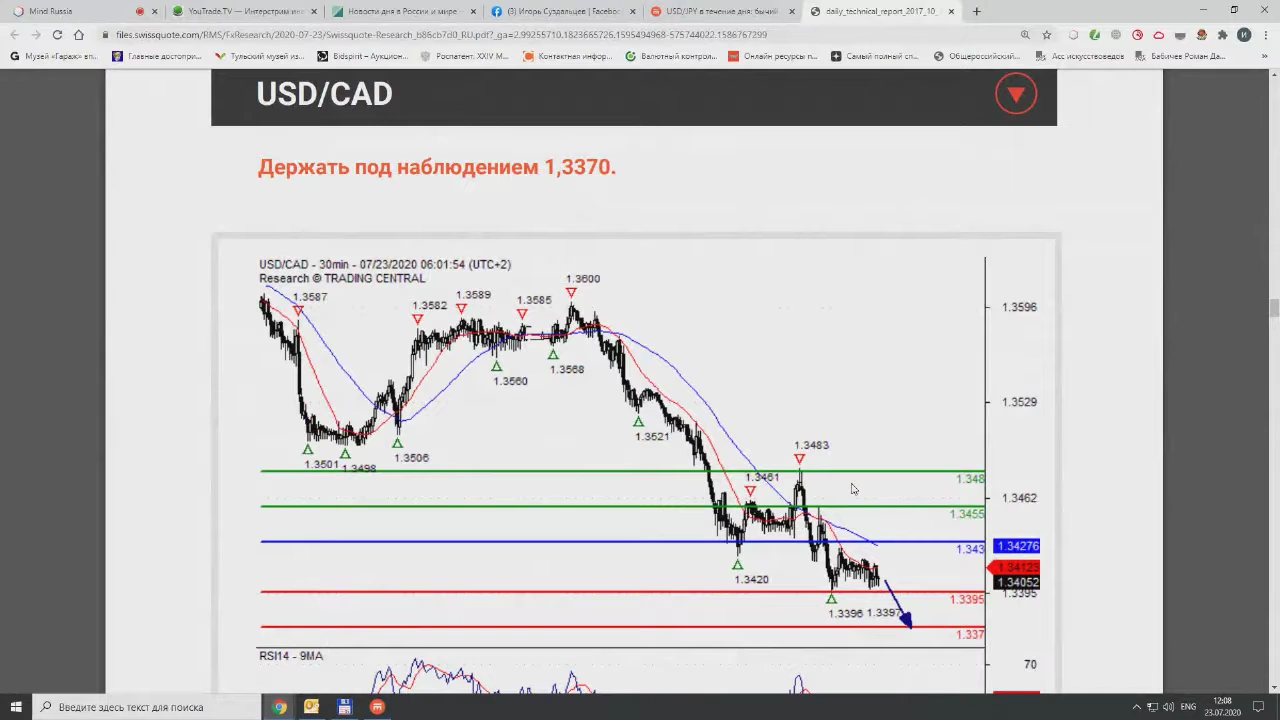 Mind Russia
YouTrade.TV — Интерстрим ине
Новости дня в России и мире —
(3) Игорь Суздальцев | Facebook
USD/JPY в течение дня: бычий
daily_technical_report_2017_10_
files.swissquote.com/RMS/FxResearch/2020-07-23/Swissquote-Research_b86cb7d0_RU.pdf?_ga=2.99255710.1823665726.1595494968-575744022.1586767299
Музей «Гараж» еп...
Главные достопри...
Тульский музей из...
Bidspirit - Аукцион...
Роспатент: XXIV М...
Контактная инфор...
Валютный контрол...
Онлайн ресурсы п...
Самый полный сп...
Общероссийский...
Асс искусствоведов
Бабичев Роман Да...
USD/CAD
Держать под наблюдением 1,3370.
USD/CAD - 30min - 07/23/2020 06:01:54 (UTC+2)
Research © TRADING CENTRAL
1.3600
1.3587
1.3589
1.3585
1.3582
1.3596
1.3568
1.3560
1.3529
1.3521
1.3483
1.3506
1.3501
1.3498
1.3461
1.348
1.3462
1.3455
1.34276
1.343
1.34123
1.3420
1.34052
1.3395
1.3395
1.3396
1.3397
1.337
RSI14 - 9MA
70
Введите здесь текст для поиска
ENG
12:08
23.07.2020